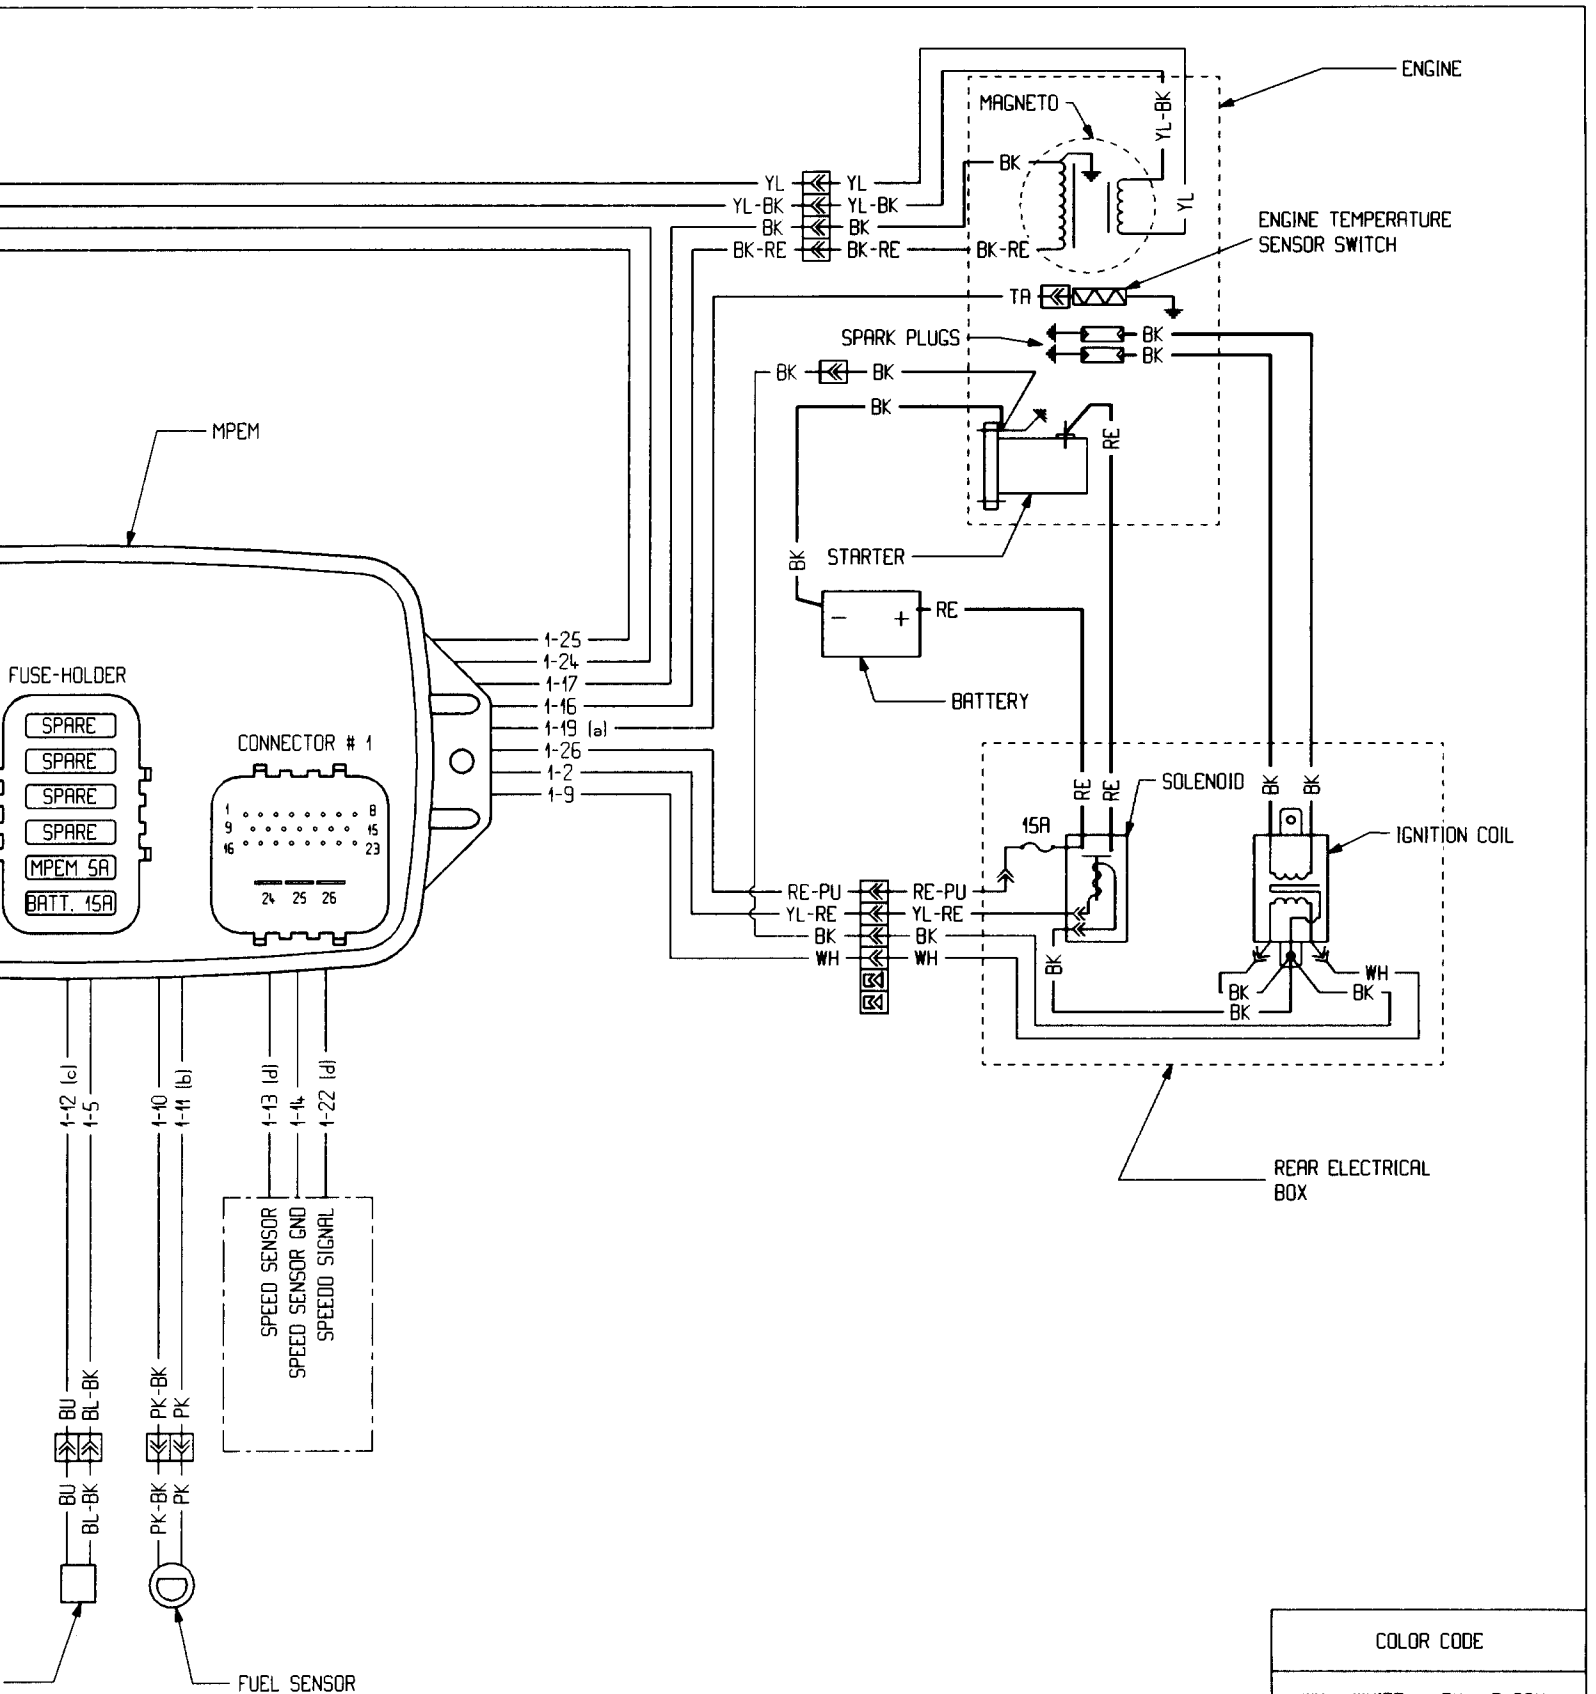 ENGINE
MAGNETO
YL-BK
YL
BK
YL YL
YL-BK YL-BK
BK BK
BK-RE BK-RE BK-RE
ENGINE TEMPERATURE
SENSOR SWITCH
TA
SPARK PLUGS
BK
BK
BK BK
BK
RE
MPEM
STARTER
BK
- +
RE
BATTERY
1-25
1-24
1-17
1-16
1-19 (a)
1-26
1-2
1-9
FUSE-HOLDER
SPARE
SPARE
SPARE
SPARE
MPEM 5A
BATT. 15A
CONNECTOR # 1
1 8
9 15
16 23
24 25 26
RE RE
SOLENOID
BK BK
15A
IGNITION COIL
RE-PU RE-PU
YL-RE YL-RE
BK BK
WH WH
BK
WH
BK BK
BK
REAR ELECTRICAL
BOX
1-12 (c)
1-5
1-10
1-11 (b)
1-13 (d)
1-14
1-22 (d)
SPEED SENSOR
SPEED SENSOR GND
SPEEDO SIGNAL
BU
BL-BK
PK-BK
PK
BU
BL-BK
PK-BK
PK
FUEL SENSOR
COLOR CODE